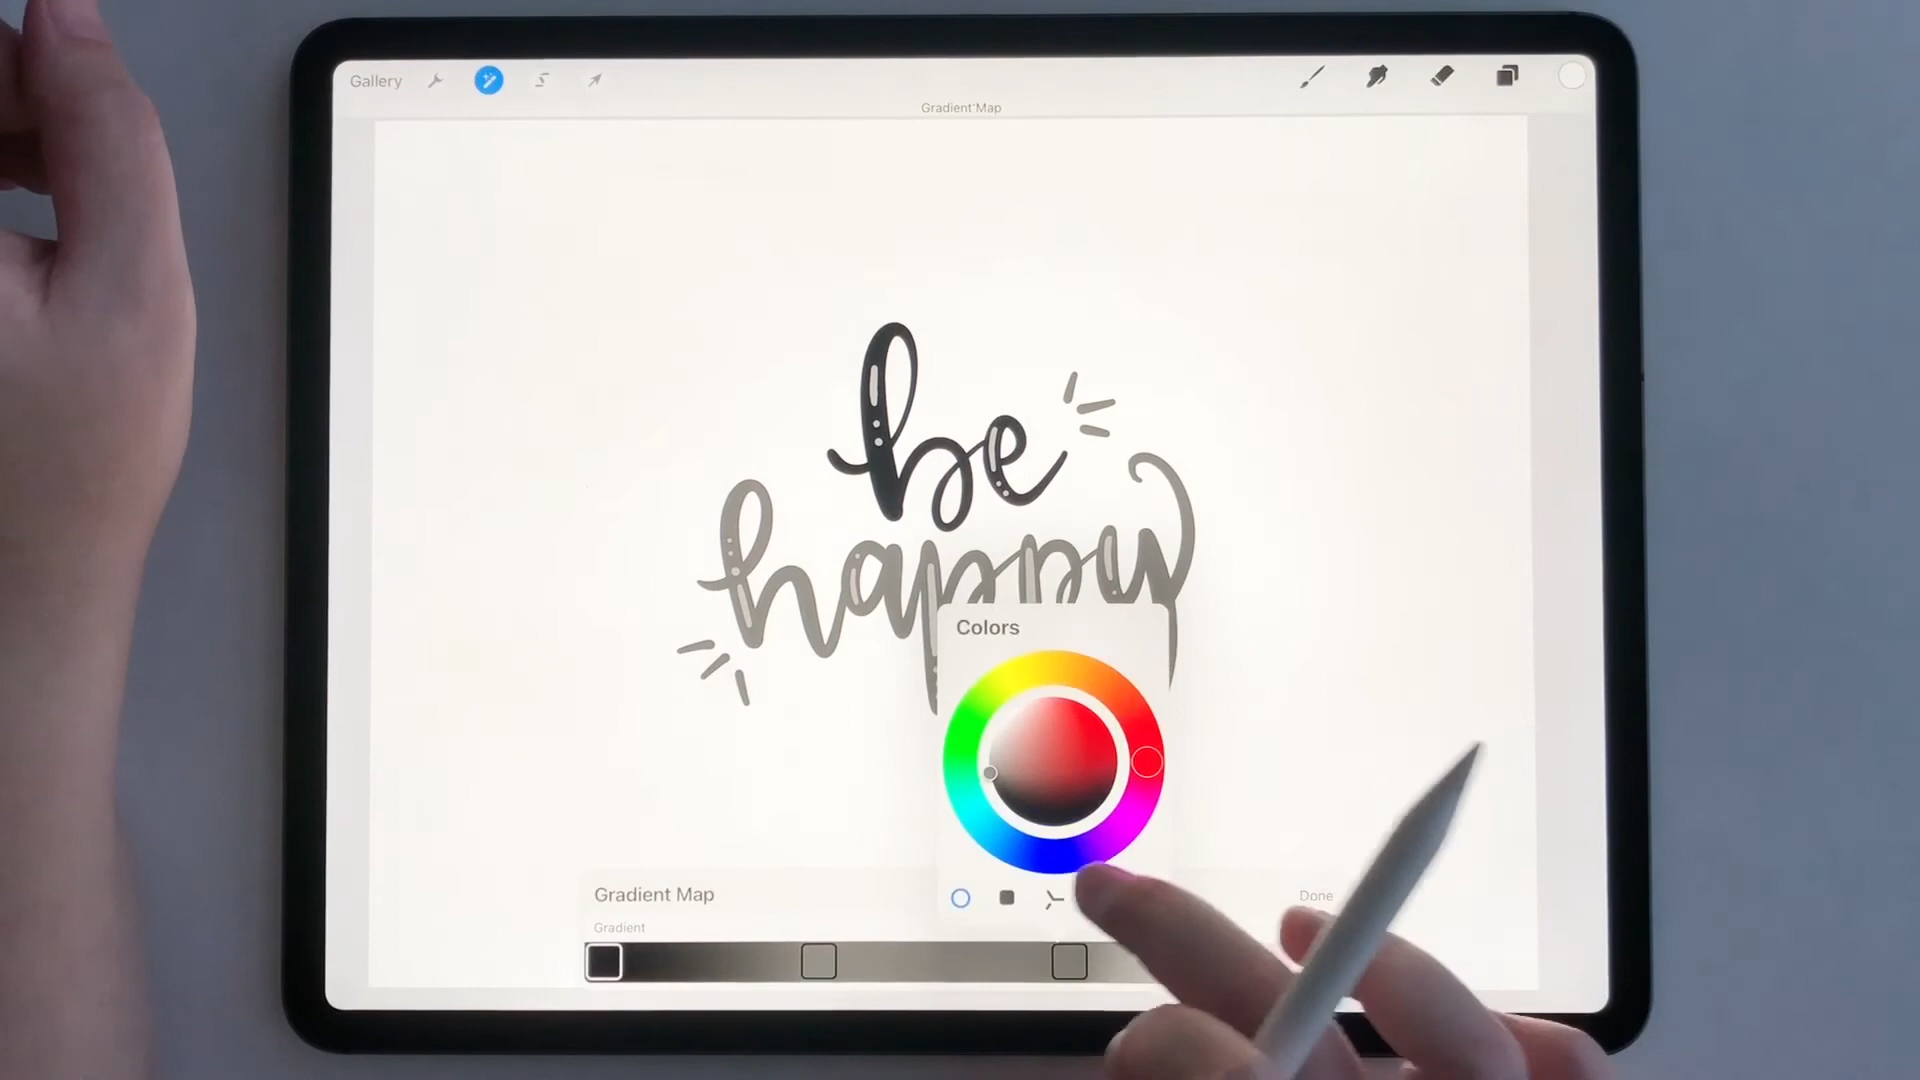 Gallery
Gradient Map
be
happy
Colors
Gradient Map
Done
Gradient